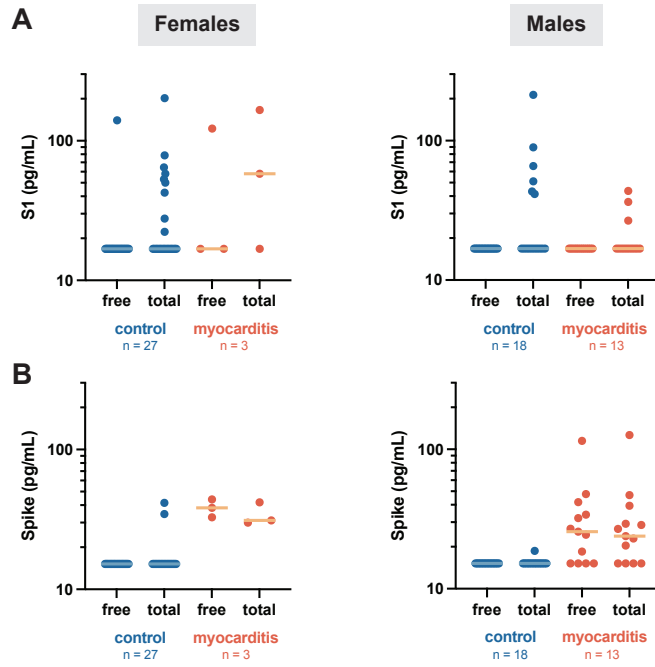 A
Females
Males
S1 (pg/mL)
100
10
free total free total
control myocarditis
n = 27 n = 3
S1 (pg/mL)
100
10
free total free total
control myocarditis
n = 18 n = 13
B
Spike (pg/mL)
100
10
free total free total
control myocarditis
n = 27 n = 3
Spike (pg/mL)
100
10
free total free total
control myocarditis
n = 18 n = 13